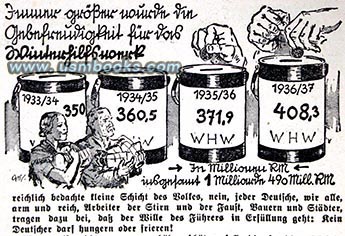 Immer größer wurde die
Gebefreudigkeit für das
Winterhilfswerk
www.usmbooks.com
1933/34
350
1934/35
360,5
WHW
1935/36
371,9
WHW
1936/37
408,3
WHW
In Millionen RM
insgesamt 1 Milliarde 490 Mill. RM
reichlich bedachte kleine Schicht des Volkes, nein, jeder Deutsche, wir alle,
arm und reich, Arbeiter der Stirn und der Faust, Bauern und Städter,
tragen dazu bei, daß der Wille des Führers in Erfüllung geht: Kein
Deutscher darf hungern oder frieren!